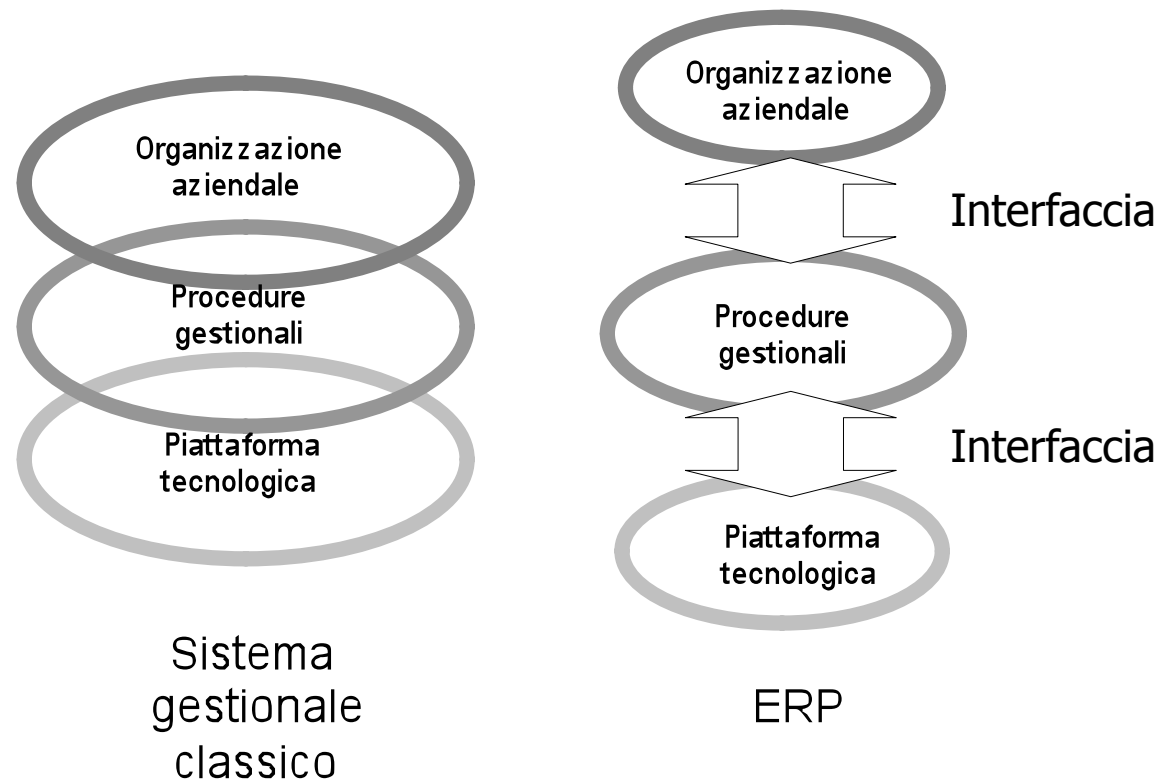 Organizzazione
aziendale
Procedure
gestionali
Piattaforma
tecnologica
Sistema
gestionale
classico
Organizzazione
aziendale
Interfaccia
Procedure
gestionali
Interfaccia
Piattaforma
tecnologica
ERP